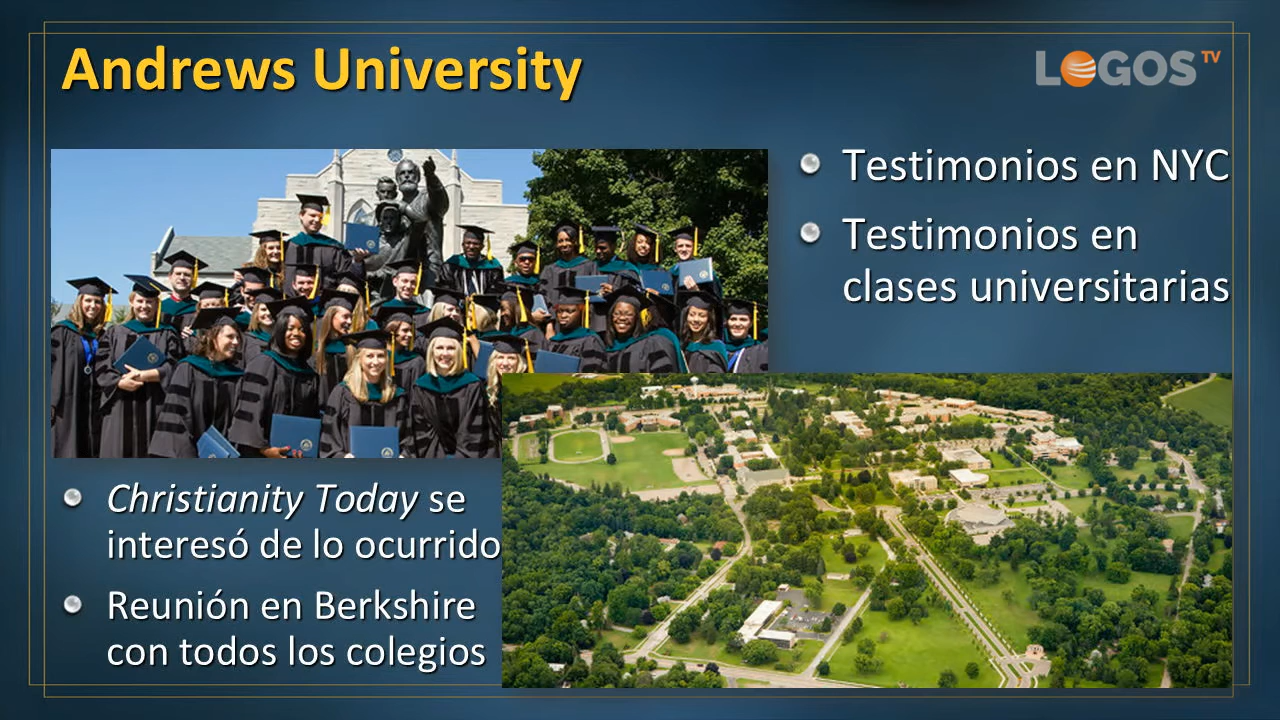 Andrews University
LOGOS TV
Testimonios en NYC
Testimonios en
clases universitarias
Christianity Today se
interesó de lo ocurrido
Reunión en Berkshire
con todos los colegios